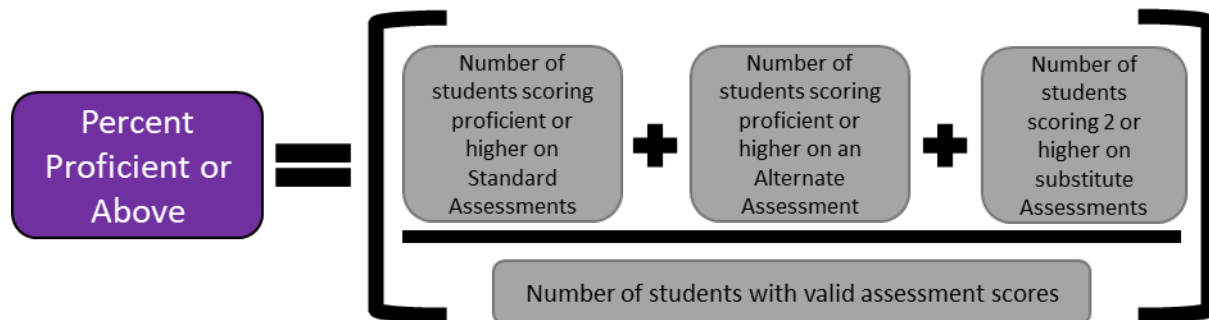 Percent
Proficient or
Above
=
Number of
students scoring
proficient or
higher on
Standard
Assessments
+
Number of
students scoring
proficient or
higher on an
Alternate
Assessment
+
Number of
students
scoring 2 or
higher on
substitute
Assessments
Number of students with valid assessment scores